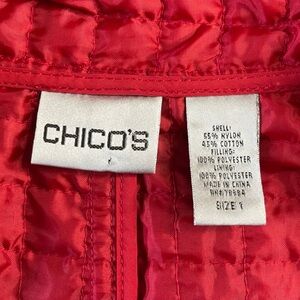 CHICO'S
SHELL:
55% NYLON
45% COTTON
FILLING:
100% POLYESTER
LINING:
100% POLYESTER
MADE IN CHINA
SIZE 1